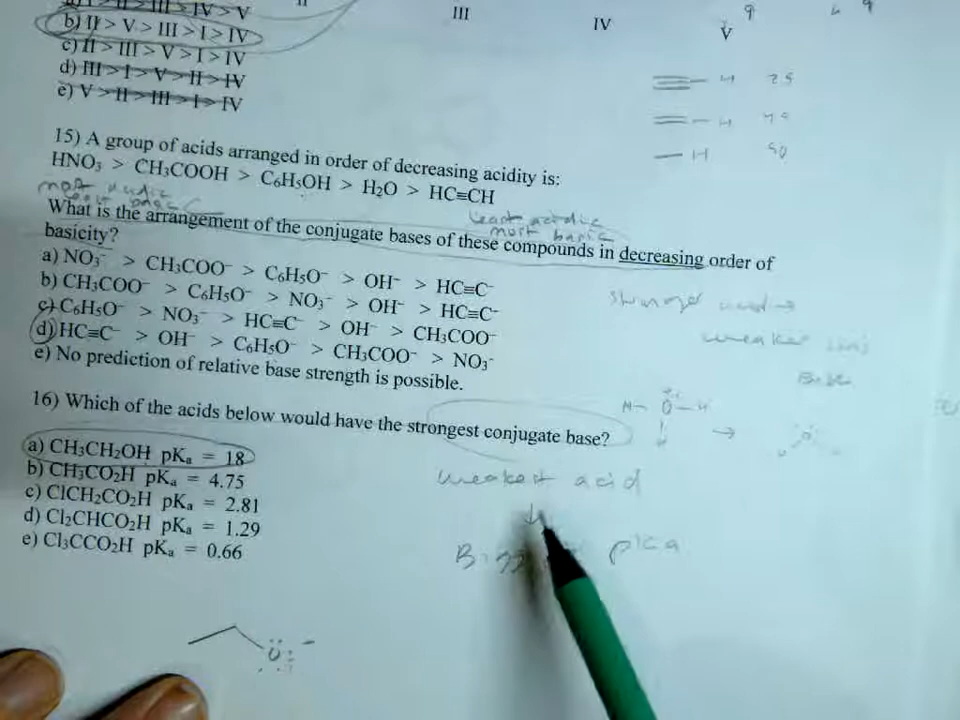 III > IV > V
III
IV
V
b) II > V > III > I > IV
c) II > III > V > I > IV
d) III > I > V > II > IV
e) V > II > III > I > IV
H 25
H
H 50
15) A group of acids arranged in order of decreasing acidity is:
HNO₃ > CH₃COOH > C₆H₅OH > H₂O > HC≡CH
most acidic
least basic
least acidic
most basic
What is the arrangement of the conjugate bases of these compounds in decreasing order of
basicity?
a) NO₃⁻ > CH₃COO⁻ > C₆H₅O⁻ > OH⁻ > HC≡C⁻
b) CH₃COO⁻ > C₆H₅O⁻ > NO₃⁻ > OH⁻ > HC≡C⁻
c) C₆H₅O⁻ > NO₃⁻ > HC≡C⁻ > OH⁻ > CH₃COO⁻
d) HC≡C⁻ > OH⁻ > C₆H₅O⁻ > CH₃COO⁻ > NO₃⁻
e) No prediction of relative base strength is possible.
stronger
weaker
Base
16) Which of the acids below would have the strongest conjugate base?
H-O-H
a) CH₃CH₂OH pKₐ = 18
b) CH₃CO₂H pKₐ = 4.75
c) ClCH₂CO₂H pKₐ = 2.81
d) Cl₂CHCO₂H pKₐ = 1.29
e) Cl₃CCO₂H pKₐ = 0.66
weakest acid
pka
O